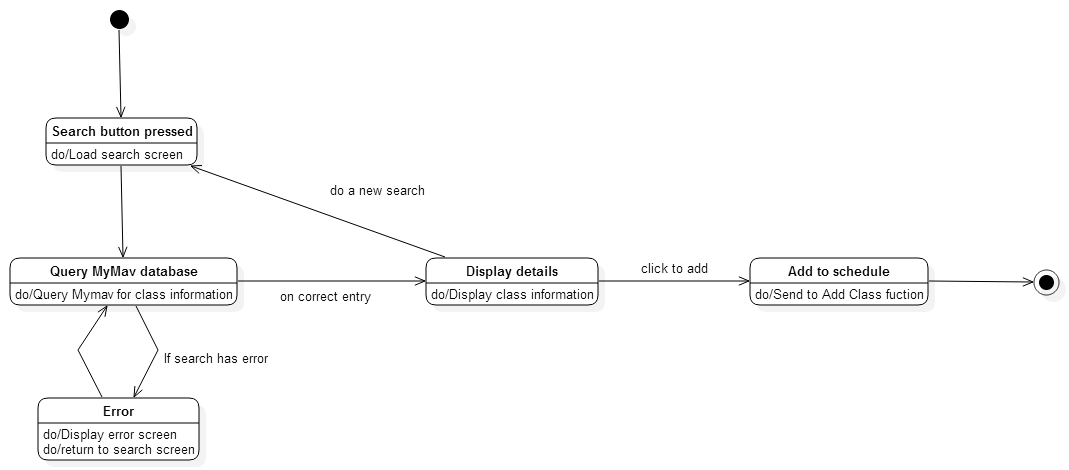 Search button pressed
do/Load search screen
do a new search
Query MyMav database
do/Query Mymav for class information
on correct entry
Display details
do/Display class information
click to add
Add to schedule
do/Send to Add Class fuction
If search has error
Error
do/Display error screen
do/return to search screen